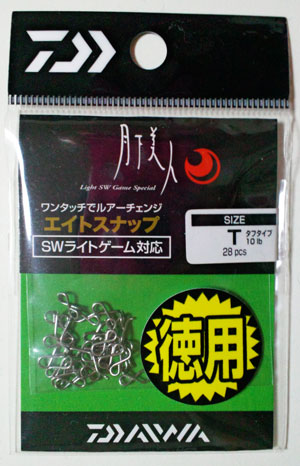 月下美人
Light SW Game Special
ワンタッチでルアーチェンジ
エイトスナップ
SWライトゲーム対応
SIZE
T タフタイプ 10 lb
28 pcs
徳用
DAIWA